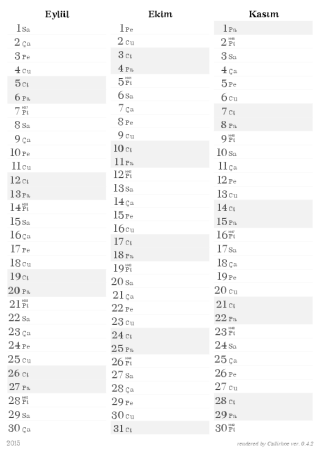 Eylül
1 Sa
2 Ça
3 Pe
4 Cu
5 Ct
6 Pa
7 Pt
8 Sa
9 Ça
10 Pe
11 Cu
12 Ct
13 Pa
14 Pt
15 Sa
16 Ça
17 Pe
18 Cu
19 Ct
20 Pa
21 Pt
22 Sa
23 Ça
24 Pe
25 Cu
26 Ct
27 Pa
28 Pt
29 Sa
30 Ça
Ekim
1 Pe
2 Cu
3 Ct
4 Pa
5 Pt
6 Sa
7 Ça
8 Pe
9 Cu
10 Ct
11 Pa
12 Pt
13 Sa
14 Ça
15 Pe
16 Cu
17 Ct
18 Pa
19 Pt
20 Sa
21 Ça
22 Pe
23 Cu
24 Ct
25 Pa
26 Pt
27 Sa
28 Ça
29 Pe
30 Cu
31 Ct
Kasım
1 Pa
2 Pt
3 Sa
4 Ça
5 Pe
6 Cu
7 Ct
8 Pa
9 Pt
10 Sa
11 Ça
12 Pe
13 Cu
14 Ct
15 Pa
16 Pt
17 Sa
18 Ça
19 Pe
20 Cu
21 Ct
22 Pa
23 Pt
24 Sa
25 Ça
26 Pe
27 Cu
28 Ct
29 Pa
30 Pt
2015
rendered by Callirhoe ver. 0.4.2